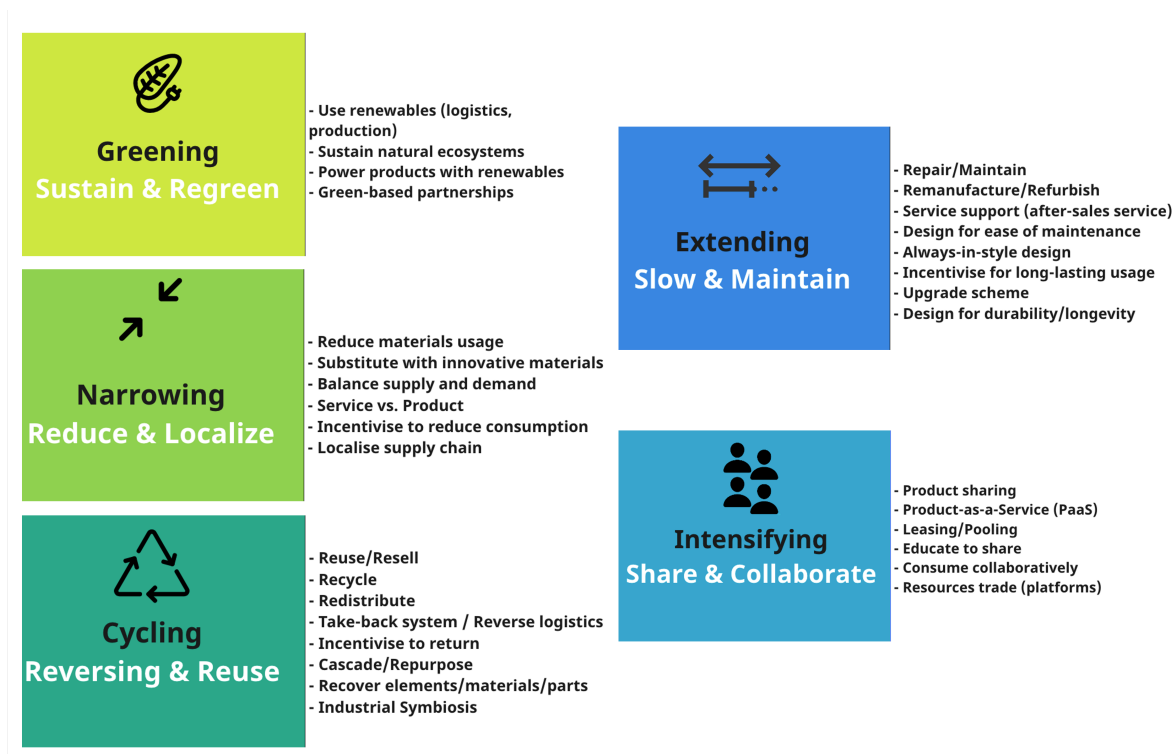 Greening
Sustain & Regreen
- Use renewables (logistics,
production)
- Sustain natural ecosystems
- Power products with renewables
- Green-based partnerships
Narrowing
Reduce & Localize
- Reduce materials usage
- Substitute with innovative materials
- Balance supply and demand
- Service vs. Product
- Incentivise to reduce consumption
- Localise supply chain
Cycling
Reversing & Reuse
- Reuse/Resell
- Recycle
- Redistribute
- Take-back system / Reverse logistics
- Incentivise to return
- Cascade/Repurpose
- Recover elements/materials/parts
- Industrial Symbiosis
Extending
Slow & Maintain
- Repair/Maintain
- Remanufacture/Refurbish
- Service support (after-sales service)
- Design for ease of maintenance
- Always-in-style design
- Incentivise for long-lasting usage
- Upgrade scheme
- Design for durability/longevity
Intensifying
Share & Collaborate
- Product sharing
- Product-as-a-Service (PaaS)
- Leasing/Pooling
- Educate to share
- Consume collaboratively
- Resources trade (platforms)